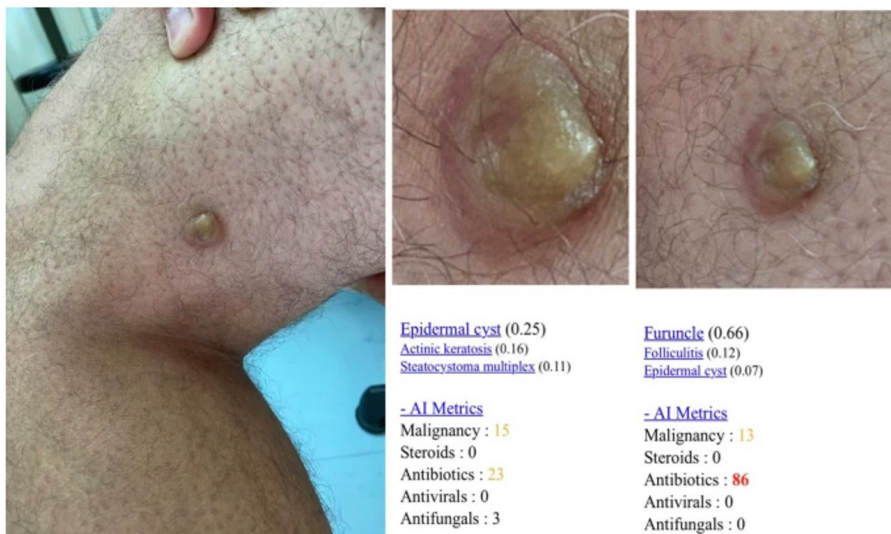 Epidermal cyst (0.25)
Actinic keratosis (0.16)
Steatocystoma multiplex (0.11)
- AI Metrics
Malignancy : 15
Steroids : 0
Antibiotics : 23
Antivirals : 0
Antifungals : 3
Furuncle (0.66)
Folliculitis (0.12)
Epidermal cyst (0.07)
- AI Metrics
Malignancy : 13
Steroids : 0
Antibiotics : 86
Antivirals : 0
Antifungals : 0